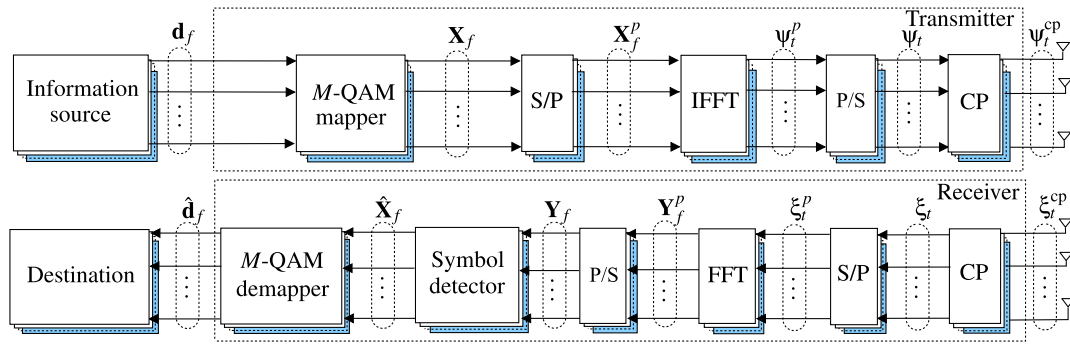 Transmitter
𝐝_f 𝐗_f 𝐗_f^p 𝛙_t^p 𝛙_t 𝛙_t^cp
Information
source
M-QAM
mapper
S/P
IFFT
P/S
CP
Receiver
𝐝̂_f 𝐗̂_f 𝐘_f 𝐘_f^p ξ_t^p ξ_t ξ_t^cp
Destination
M-QAM
demapper
Symbol
detector
P/S
FFT
S/P
CP